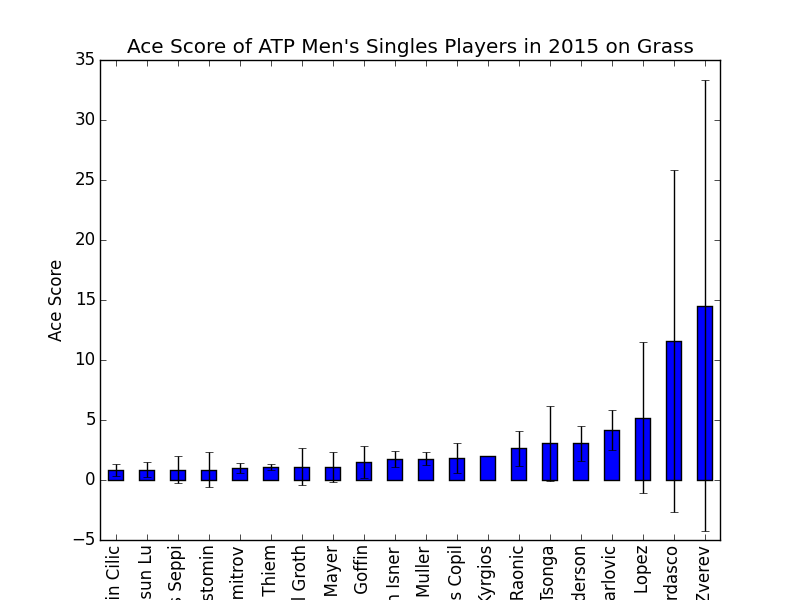 Ace Score of ATP Men's Singles Players in 2015 on Grass
35
30
25
20
15
10
5
0
−5
Ace Score
in Cilic
sun Lu
s Seppi
stomin
mitrov
Thiem
l Groth
Mayer
Goffin
n Isner
Muller
s Copil
Kyrgios
Raonic
Tsonga
derson
arlovic
Lopez
rdasco
Zverev